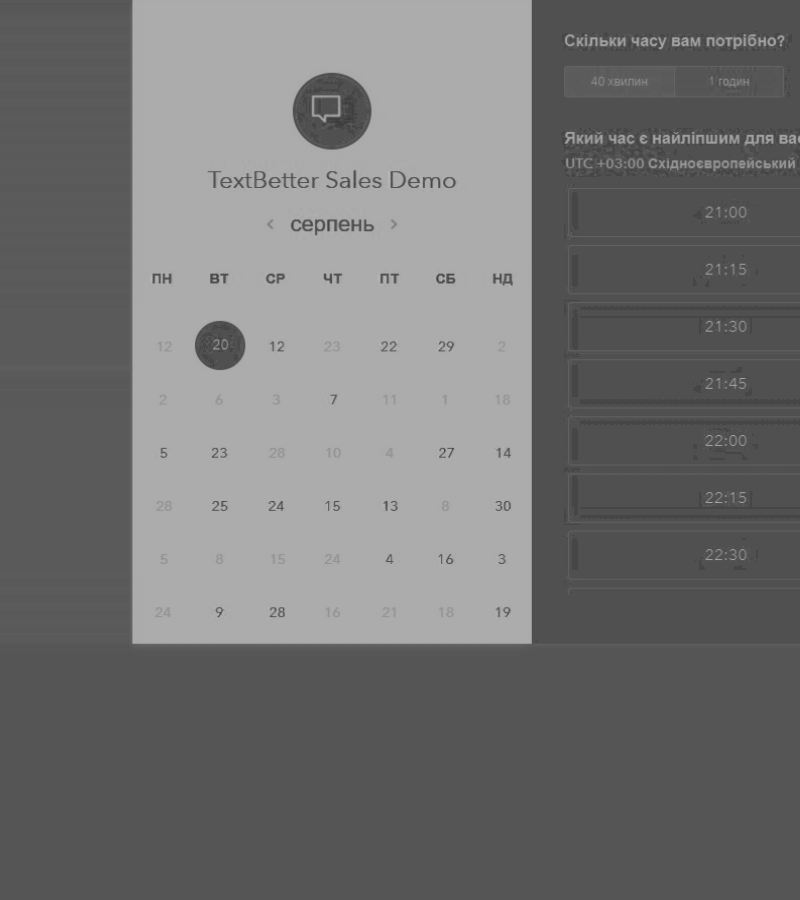 TextBetter Sales Demo
серпень
ПН ВТ СР ЧТ ПТ СБ НД
12 20 12 23 22 29 2
2 6 3 7 11 1 18
5 23 28 10 4 27 14
28 25 24 15 13 8 30
5 8 15 24 4 16 3
24 9 28 16 21 18 19
Скільки часу вам потрібно?
40 хвилин 1 годин
Який час є найліпшим для вас
UTC +03:00 Східноєвропейський
21:00
21:15
21:30
21:45
22:00
22:15
22:30